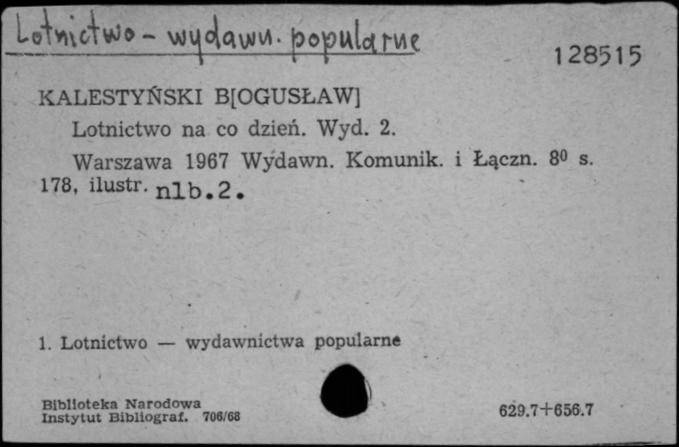 Lotnictwo - wydawn. popularne
128515
KALESTYŃSKI B[OGUSŁAW]
Lotnictwo na co dzień. Wyd. 2.
Warszawa 1967 Wydawn. Komunik. i Łączn. 8⁰ s.
178, ilustr. nlb.2.
1. Lotnictwo — wydawnictwa popularne
Biblioteka Narodowa
Instytut Bibliograf. 706/68
629.7+656.7